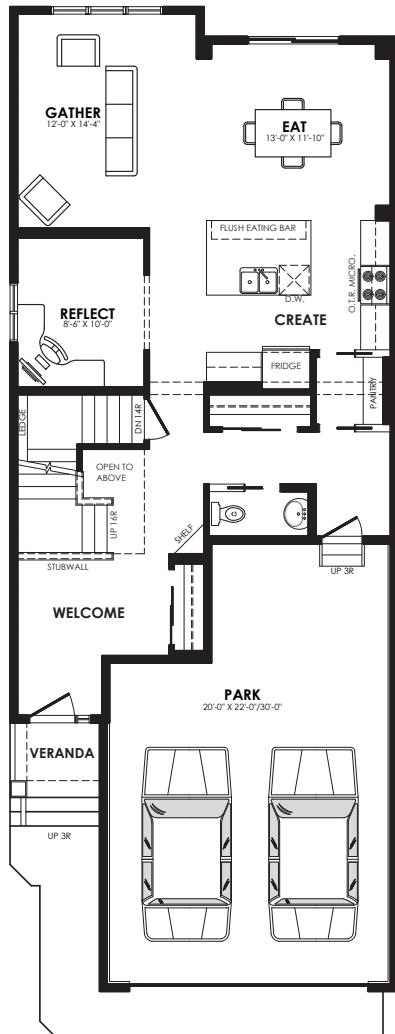 GATHER
12'-0" X 14'-4"
EAT
13'-0" X 11'-10"
FLUSH EATING BAR
D.W.
O.T.R. MICRO.
CREATE
REFLECT
8'-6" X 10'-0"
FRIDGE
PANTRY
LEDGE
DN 14R
OPEN TO
ABOVE
UP 16R
SHELF
STUBWALL
UP 3R
WELCOME
PARK
20'-0" X 22'-0"/30'-0"
VERANDA
UP 3R